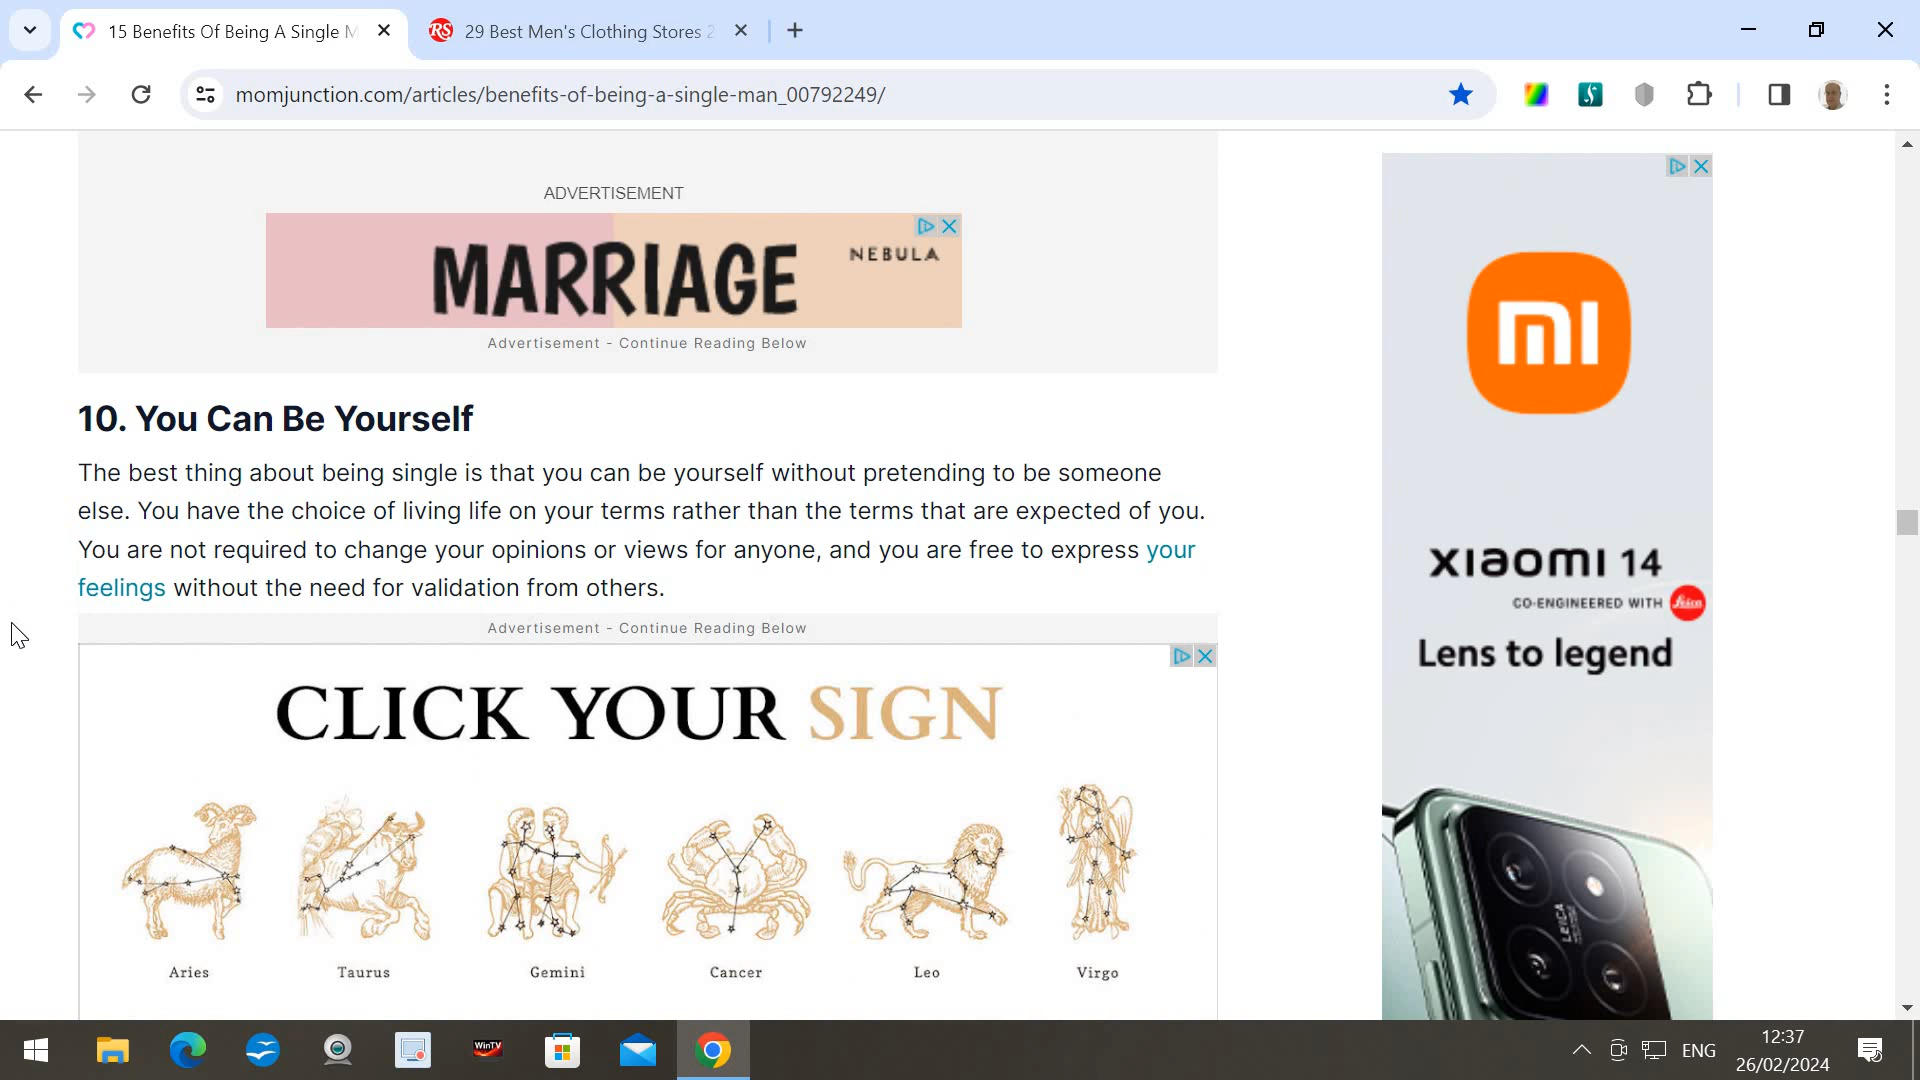 15 Benefits Of Being A Single M
29 Best Men's Clothing Stores 2
momjunction.com/articles/benefits-of-being-a-single-man_00792249/
ADVERTISEMENT
MARRIAGE
NEBULA
Advertisement - Continue Reading Below
10. You Can Be Yourself
The best thing about being single is that you can be yourself without pretending to be someone
else. You have the choice of living life on your terms rather than the terms that are expected of you.
You are not required to change your opinions or views for anyone, and you are free to express your
feelings without the need for validation from others.
Advertisement - Continue Reading Below
CLICK YOUR SIGN
Aries Taurus Gemini Cancer Leo Virgo
mi
xiaomi 14
CO-ENGINEERED WITH Leica
Lens to legend
LEICA
WinTV
ENG
12:37
26/02/2024